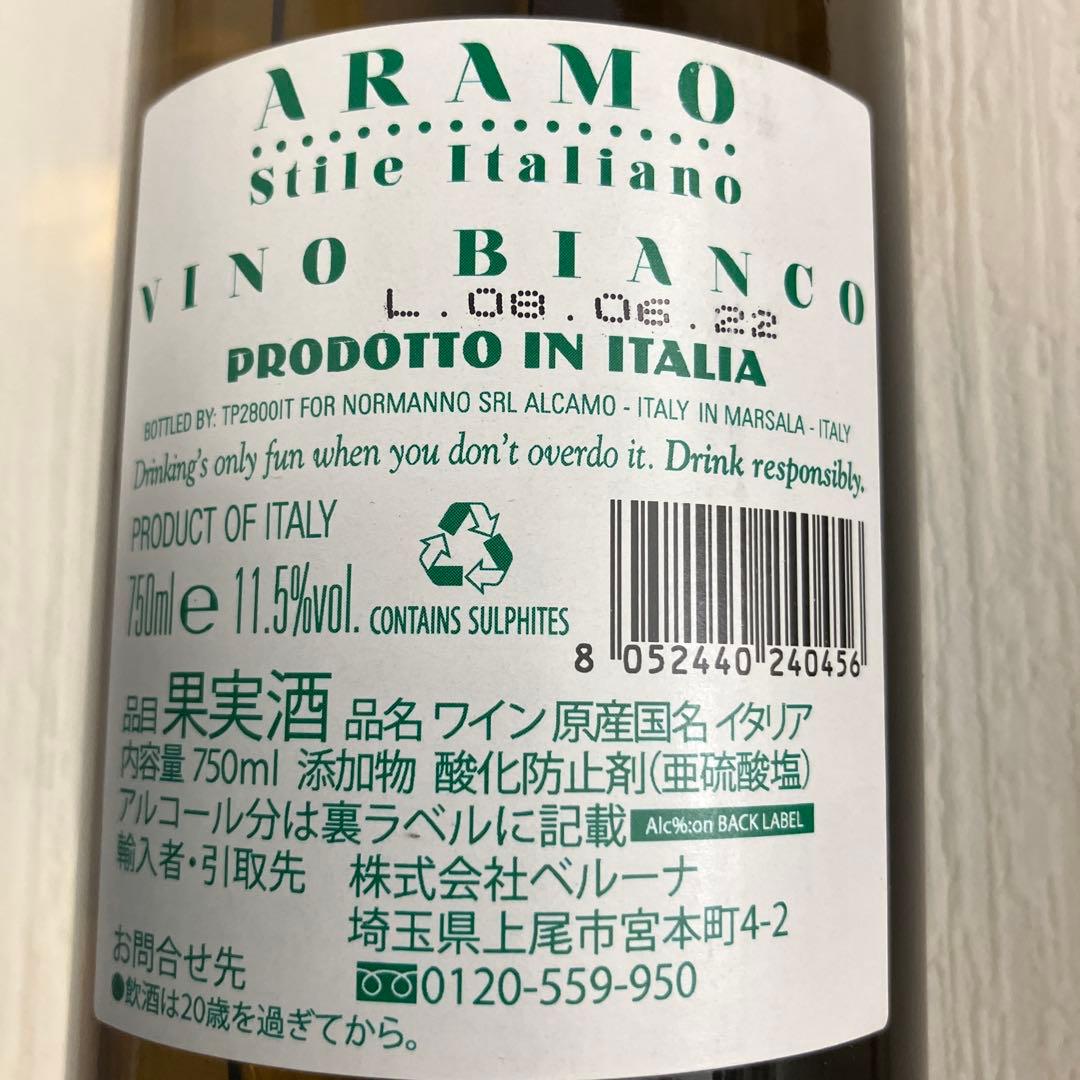 ARAMO
Stile Italiano
VINO BIANCO
L.08.06.22
PRODOTTO IN ITALIA
BOTTLED BY: TP2800IT FOR NORMANNO SRL ALCAMO - ITALY IN MARSALA - ITALY
Drinking's only fun when you don't overdo it. Drink responsibly.
PRODUCT OF ITALY
750ml e 11.5%vol. CONTAINS SULPHITES
8 052440 240456
品目 果実酒 品名 ワイン 原産国名 イタリア
内容量 750ml 添加物 酸化防止剤(亜硫酸塩)
アルコール分は裏ラベルに記載 Alc%:on BACK LABEL
輸入者・引取先 株式会社ベルーナ
埼玉県上尾市宮本町4-2
お問合せ先 0120-559-950
●飲酒は20歳を過ぎてから。